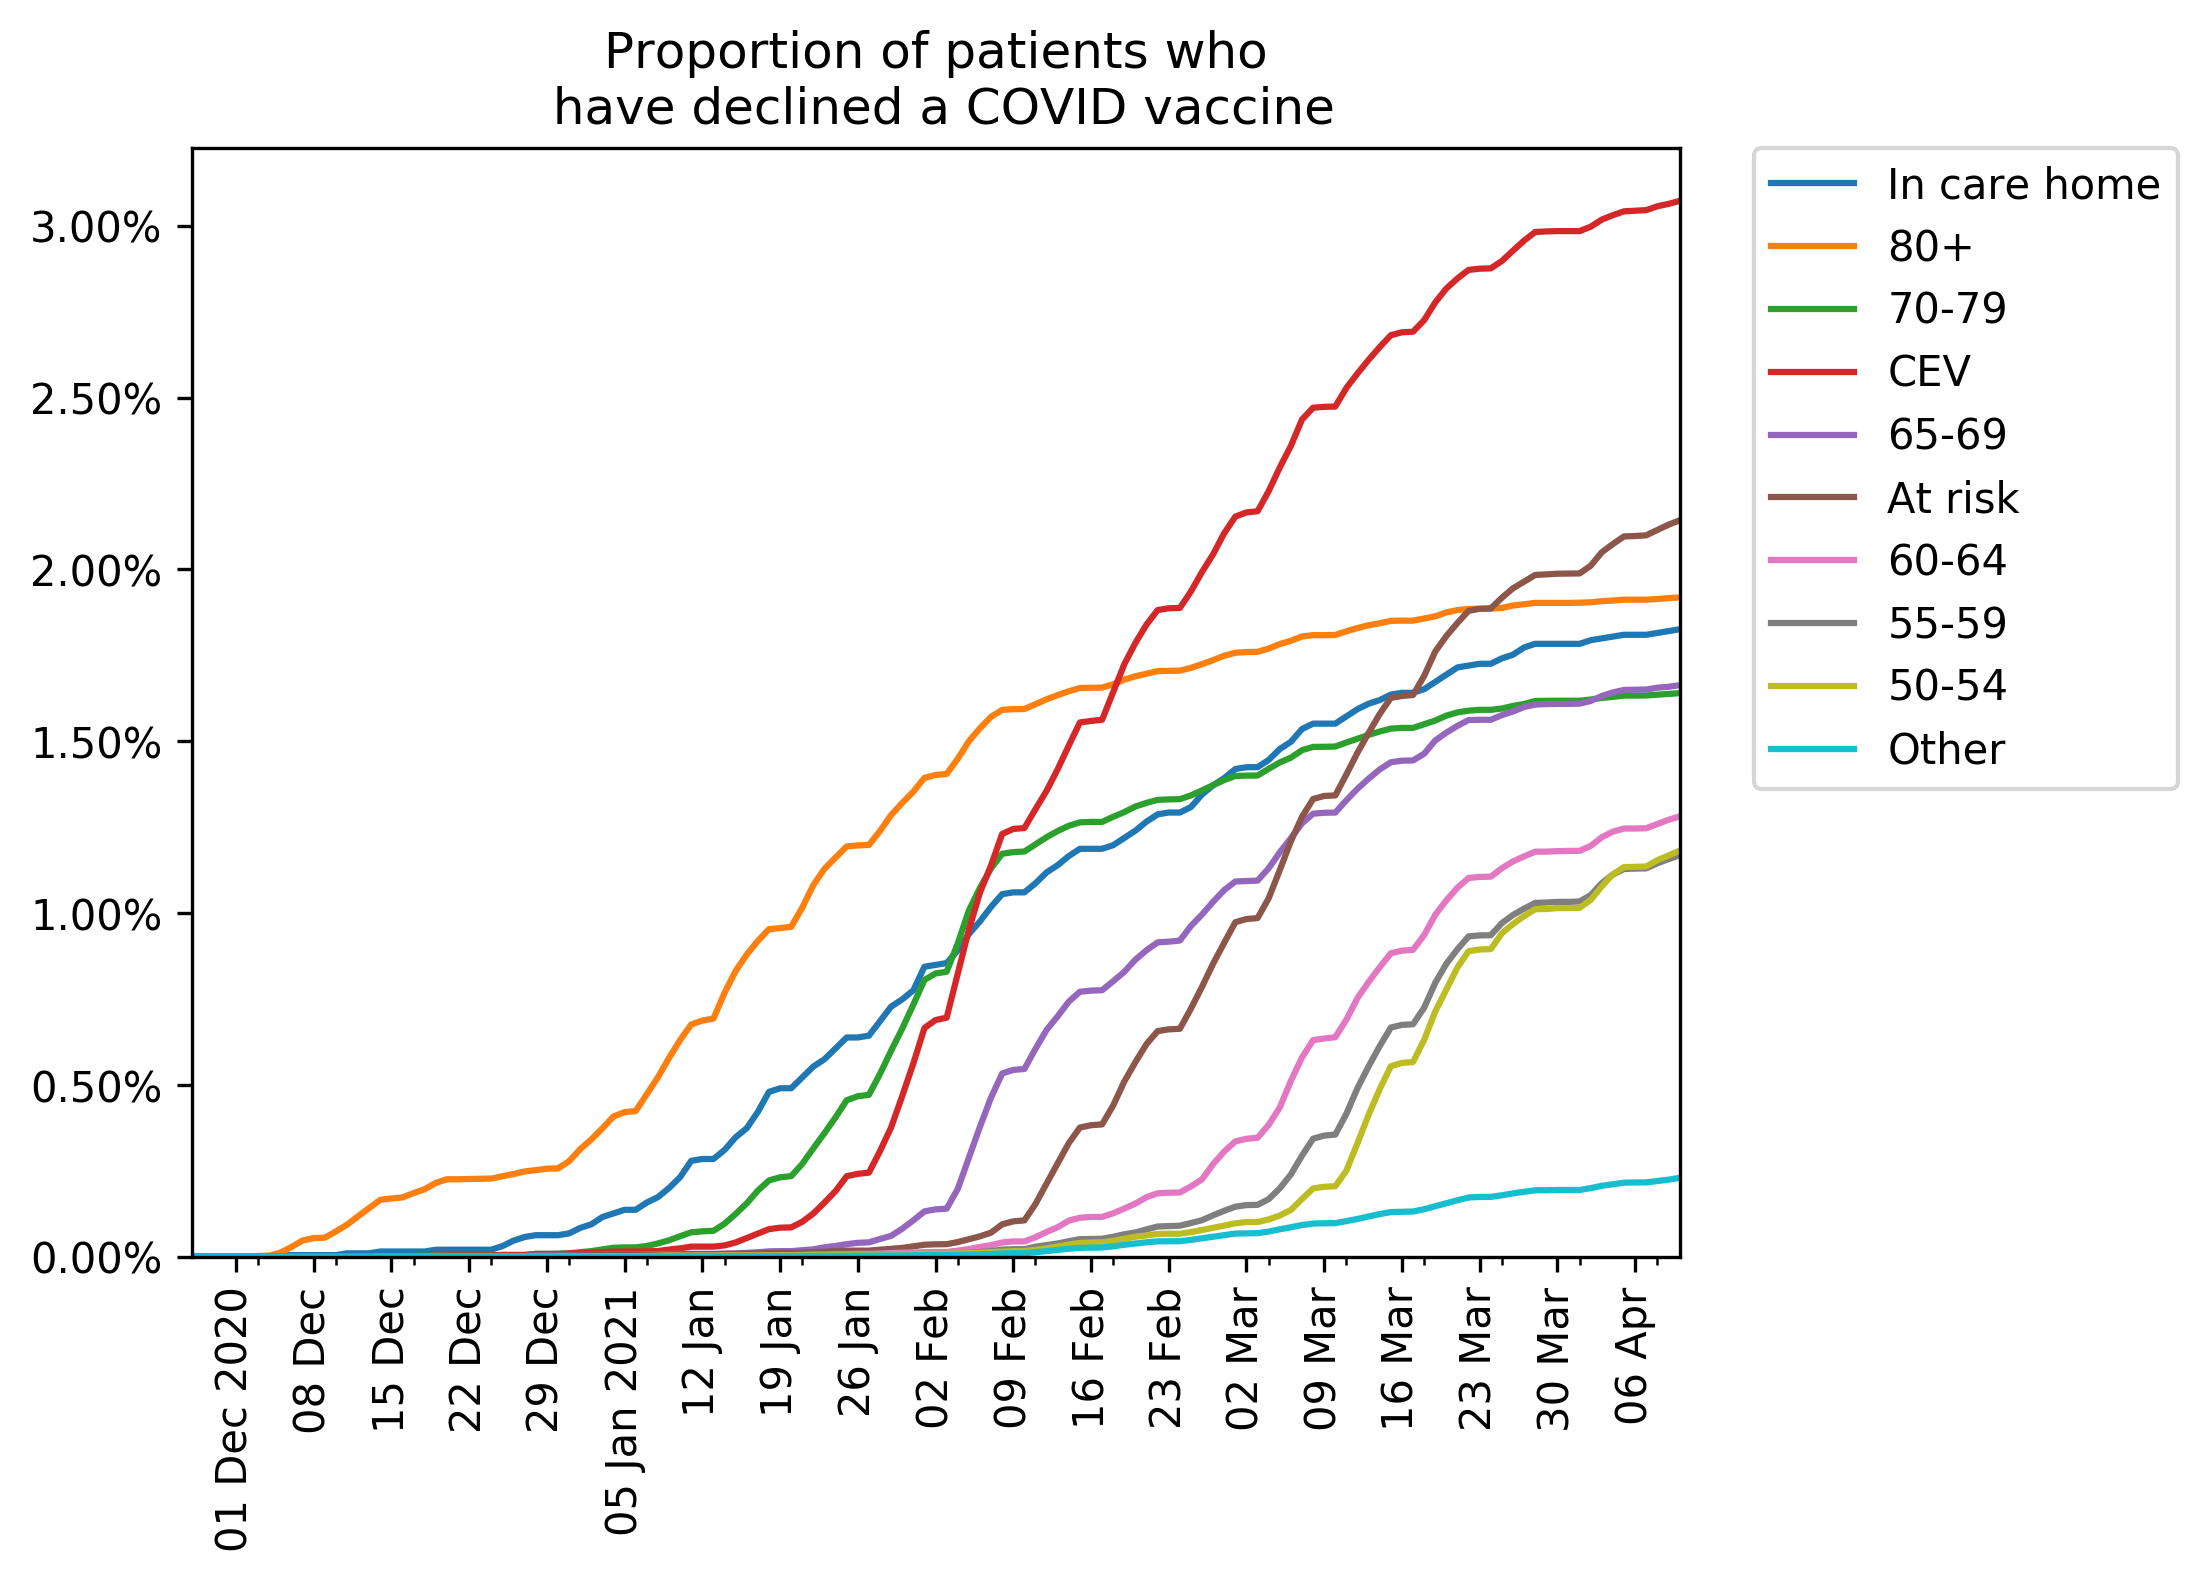 Proportion of patients who
have declined a COVID vaccine
3.00%
2.50%
2.00%
1.50%
1.00%
0.50%
0.00%
01 Dec 2020
08 Dec
15 Dec
22 Dec
29 Dec
05 Jan 2021
12 Jan
19 Jan
26 Jan
02 Feb
09 Feb
16 Feb
23 Feb
02 Mar
09 Mar
16 Mar
23 Mar
30 Mar
06 Apr
In care home
80+
70-79
CEV
65-69
At risk
60-64
55-59
50-54
Other